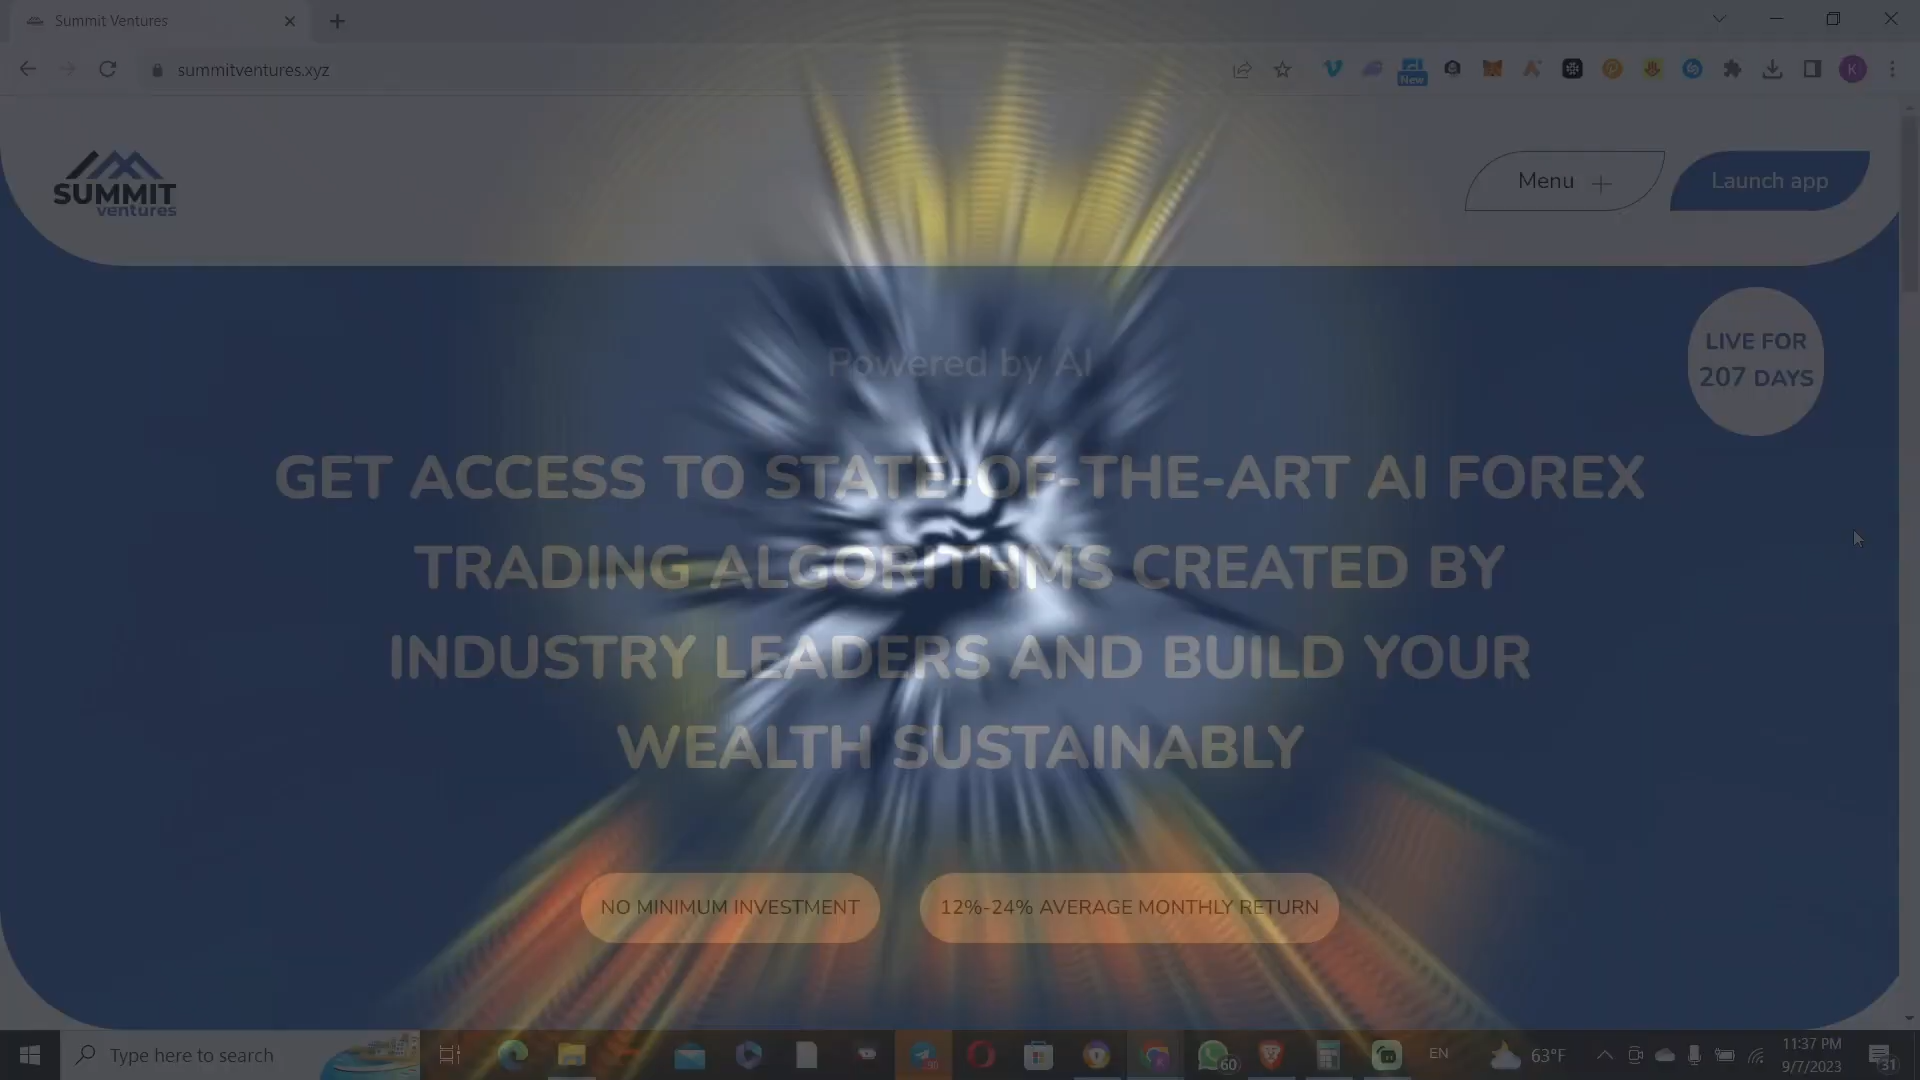 Summit Ventures
summitventures.xyz
New
K
SUMMIT
ventures
Menu
Launch app
LIVE FOR
207 DAYS
Powered by AI
GET ACCESS TO STATE-OF-THE-ART AI FOREX
TRADING ALGORITHMS CREATED BY
INDUSTRY LEADERS AND BUILD YOUR
WEALTH SUSTAINABLY
NO MINIMUM INVESTMENT
12%-24% AVERAGE MONTHLY RETURN
Type here to search
60
EN
63°F
11:37 PM
9/7/2023
31